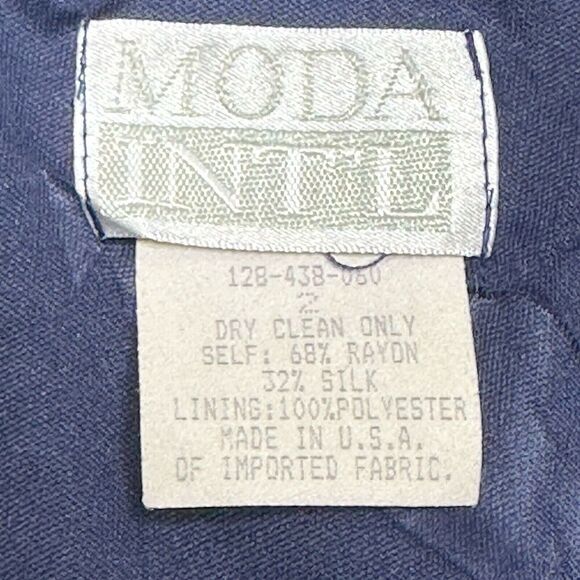 MODA
INT'L
128-438-060
2
DRY CLEAN ONLY
SELF: 68% RAYON
32% SILK
LINING:100%POLYESTER
MADE IN U.S.A.
OF IMPORTED FABRIC.